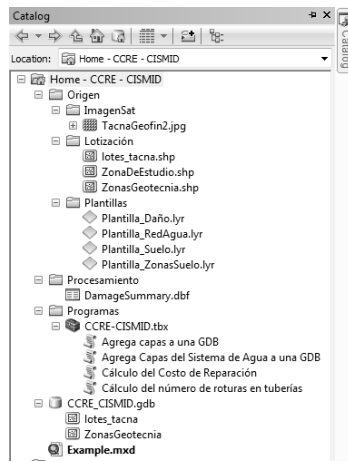 Catalog
Location: Home - CCRE - CISMID
Catalog
Home - CCRE - CISMID
Origen
ImagenSat
TacnaGeofin2.jpg
Lotización
lotes_tacna.shp
ZonaDeEstudio.shp
ZonasGeotecnia.shp
Plantillas
Plantilla_Daño.lyr
Plantilla_RedAgua.lyr
Plantilla_Suelo.lyr
Plantilla_ZonasSuelo.lyr
Procesamiento
DamageSummary.dbf
Programas
CCRE-CISMID.tbx
Agrega capas a una GDB
Agrega Capas del Sistema de Agua a una GDB
Cálculo del Costo de Reparación
Cálculo del número de roturas en tuberías
CCRE_CISMID.gdb
lotes_tacna
ZonasGeotecnia
Example.mxd